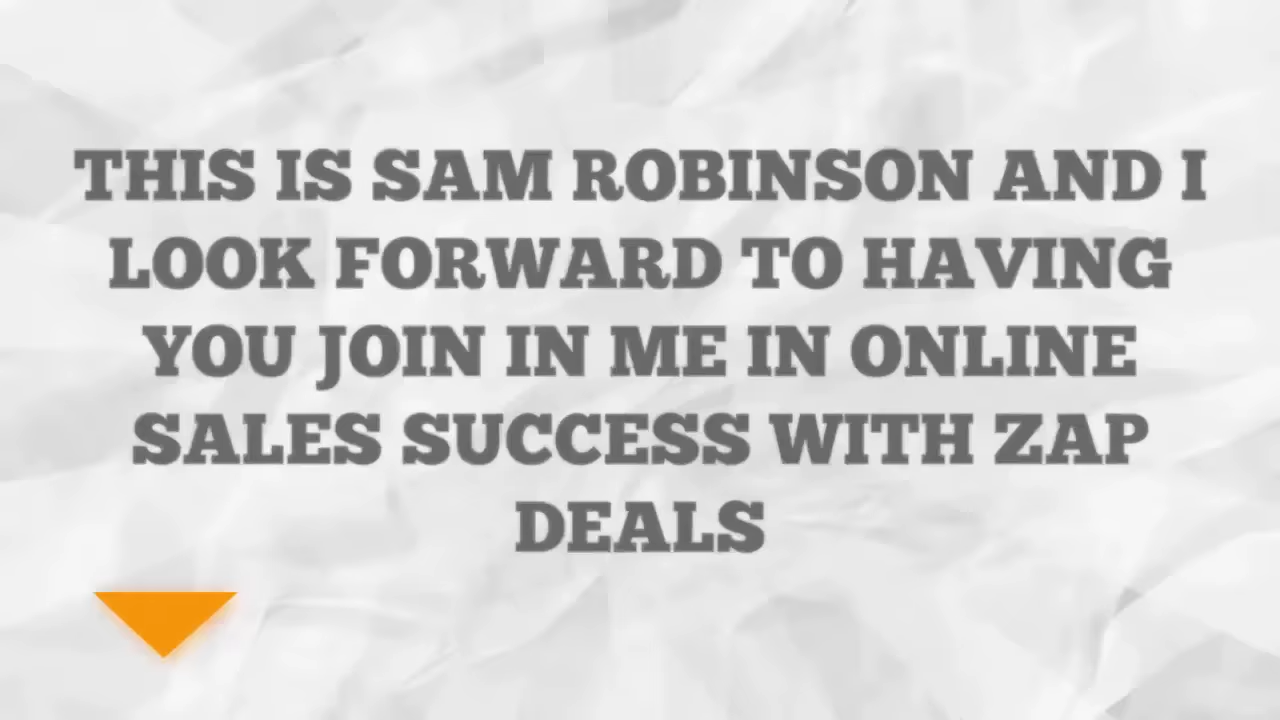 THIS IS SAM ROBINSON AND I
LOOK FORWARD TO HAVING
YOU JOIN IN ME IN ONLINE
SALES SUCCESS WITH ZAP
DEALS